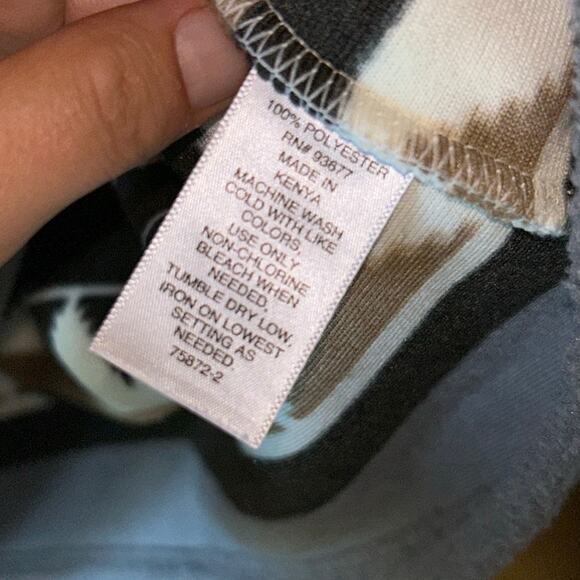 100% POLYESTER
RN# 93877
MADE IN
KENYA
MACHINE WASH
COLD WITH LIKE
COLORS.
USE ONLY
NON-CHLORINE
BLEACH WHEN
NEEDED.
TUMBLE DRY LOW.
IRON ON LOWEST
SETTING AS
NEEDED
75872-2